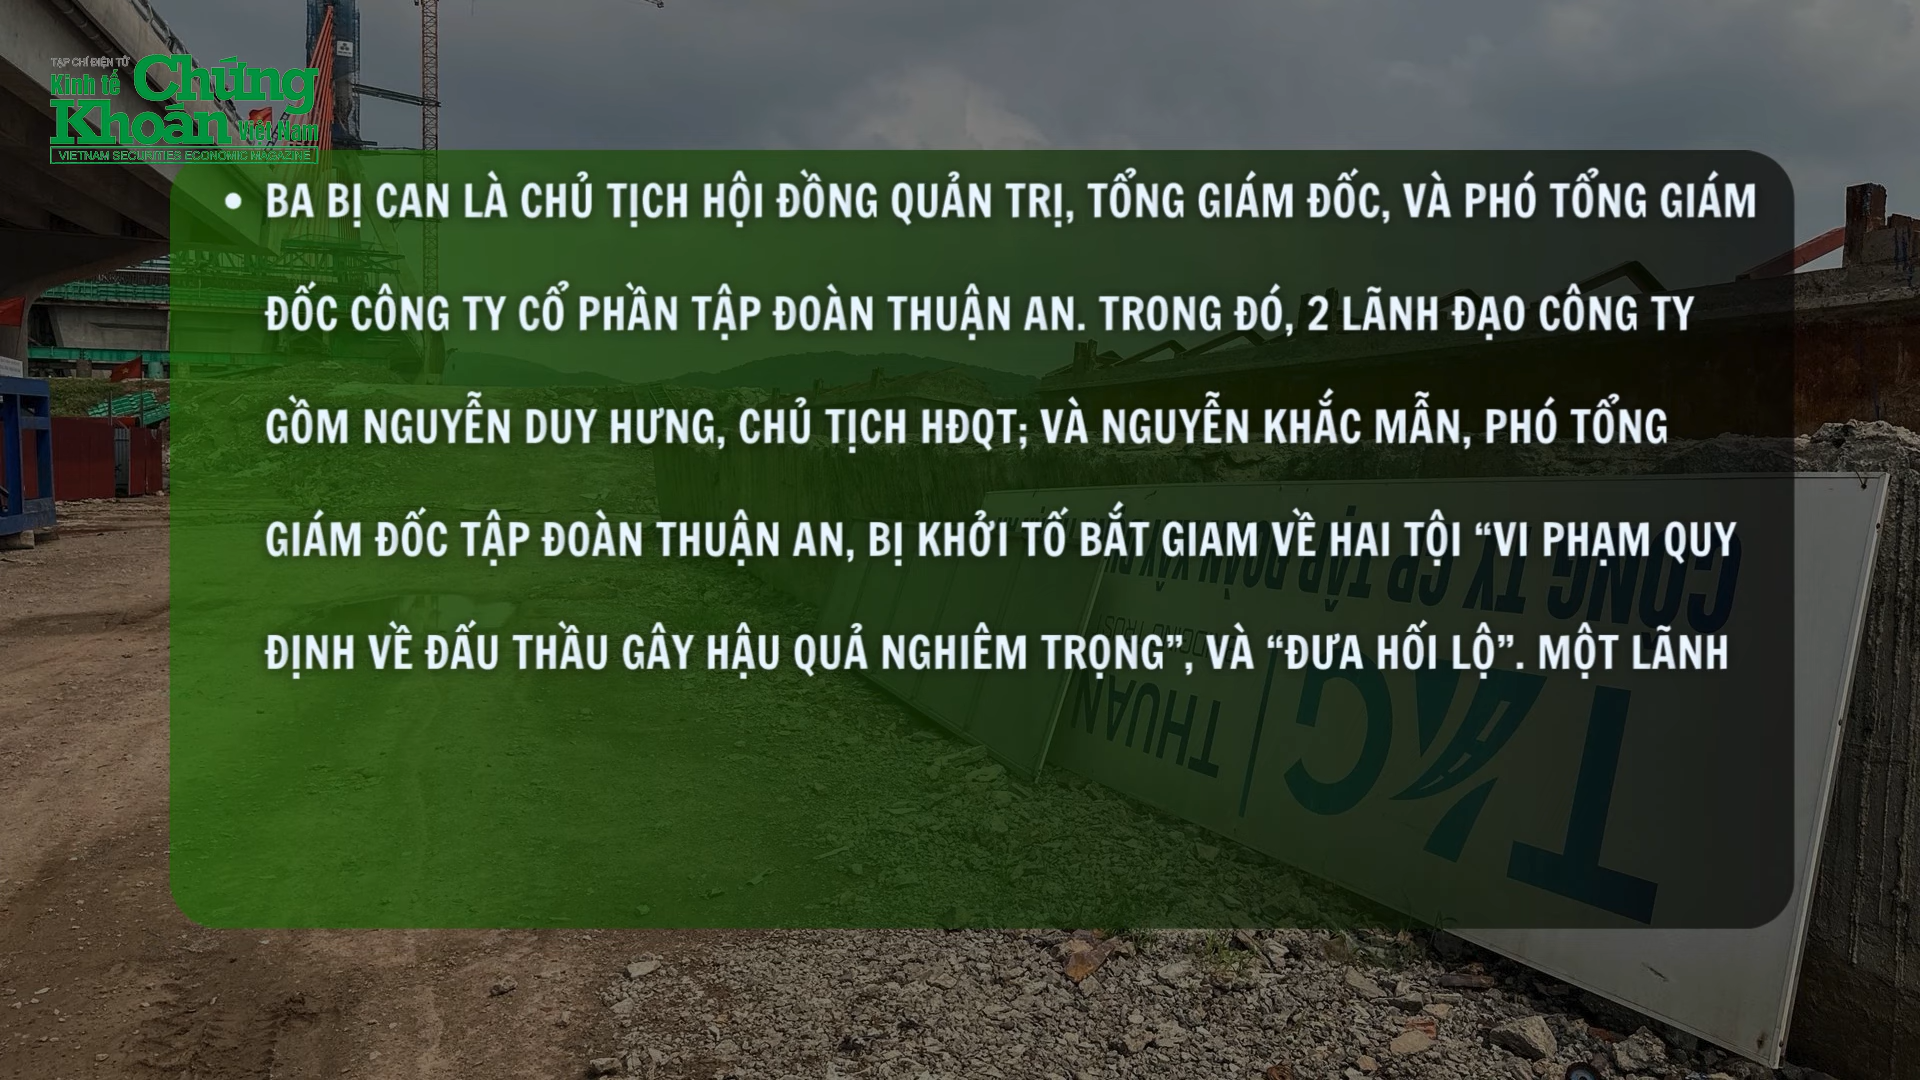 TẠP CHÍ ĐIỆN TỬ
Kinh tế Chứng
Khoán Việt Nam
VIETNAM SECURITIES ECONOMIC MAGAZINE
• BA BỊ CAN LÀ CHỦ TỊCH HỘI ĐỒNG QUẢN TRỊ, TỔNG GIÁM ĐỐC, VÀ PHÓ TỔNG GIÁM
ĐỐC CÔNG TY CỔ PHẦN TẬP ĐOÀN THUẬN AN. TRONG ĐÓ, 2 LÃNH ĐẠO CÔNG TY
GỒM NGUYỄN DUY HƯNG, CHỦ TỊCH HĐQT; VÀ NGUYỄN KHẮC MẪN, PHÓ TỔNG
GIÁM ĐỐC TẬP ĐOÀN THUẬN AN, BỊ KHỞI TỐ BẮT GIAM VỀ HAI TỘI “VI PHẠM QUY
ĐỊNH VỀ ĐẤU THẦU GÂY HẬU QUẢ NGHIÊM TRỌNG”, VÀ “ĐƯA HỐI LỘ”. MỘT LÃNH
CÔNG TY CP TẬP ĐOÀN XÂY
TAG
THUAN